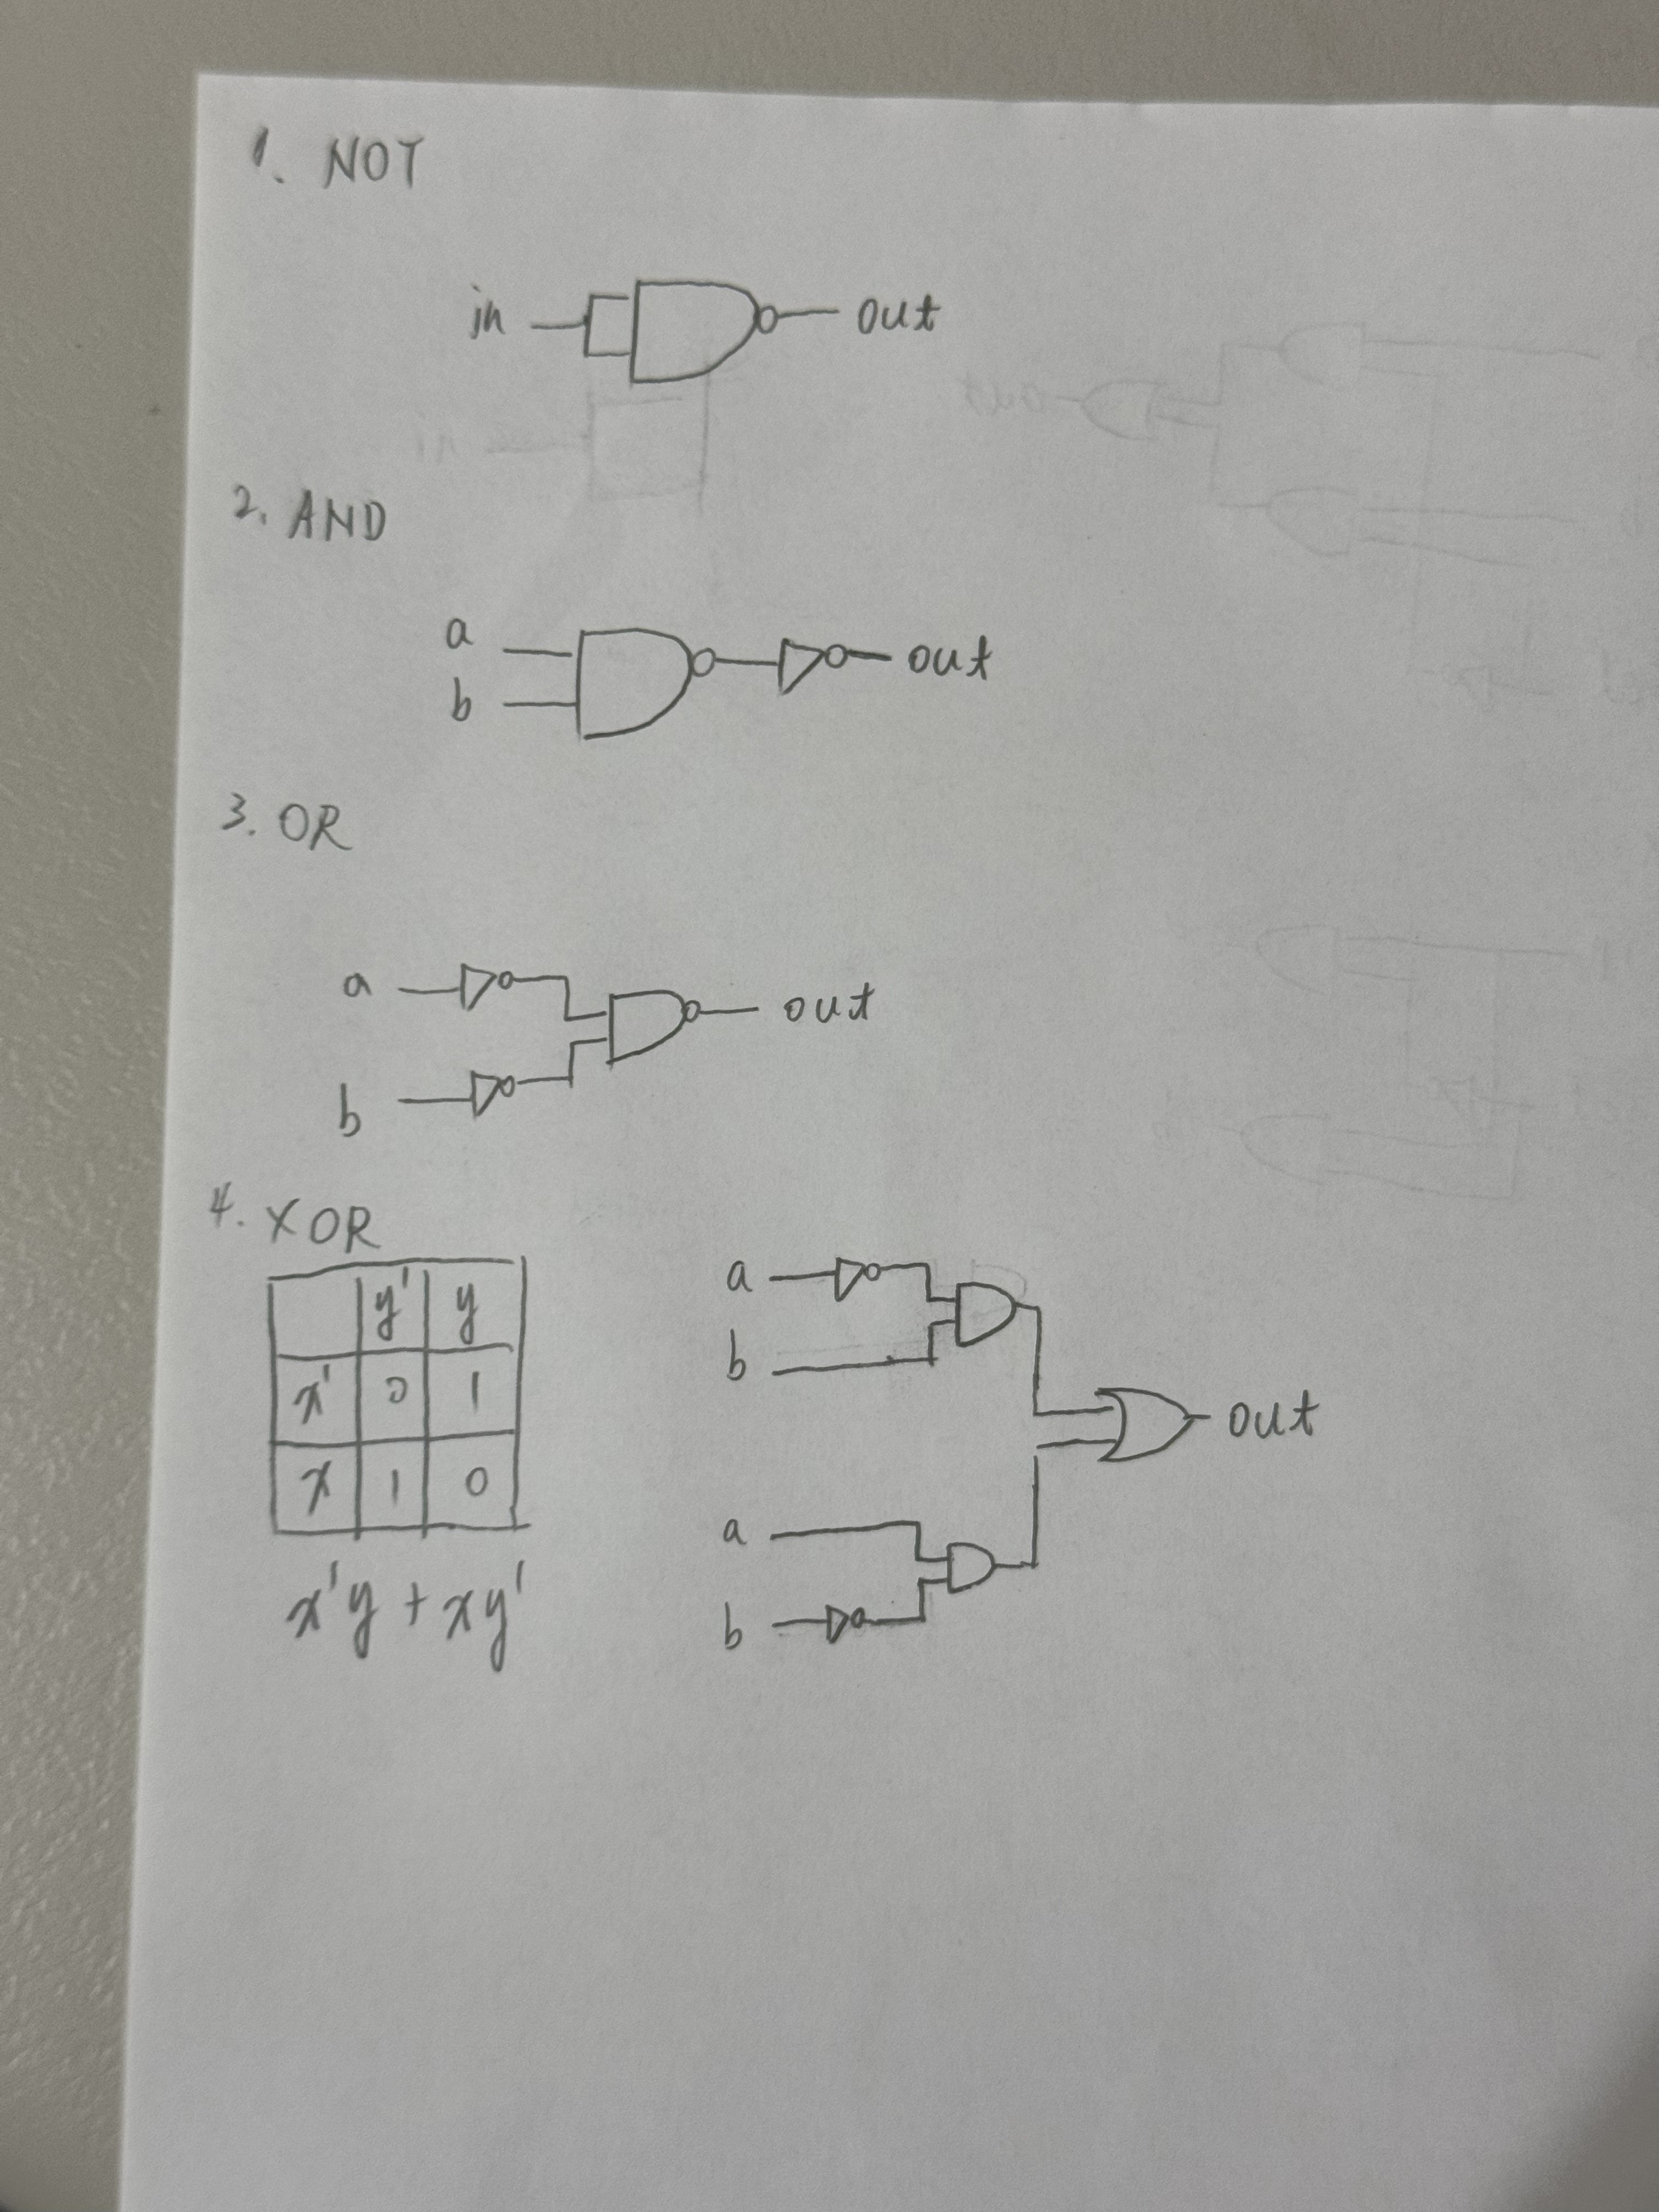 1. NOT
in out
2. AND
a
b
out
3. OR
a
b
out
4. XOR
y' y
x' 0 1
x 1 0
x'y + xy'
a
b
out
a
b